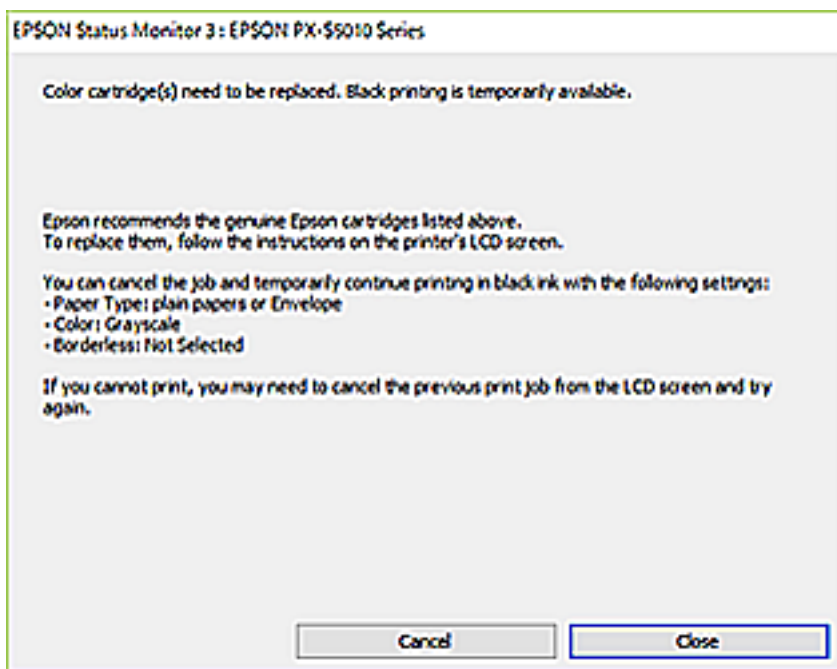 EPSON Status Monitor 3 : EPSON PX-S5010 Series
Color cartridge(s) need to be replaced. Black printing is temporarily available.
Epson recommends the genuine Epson cartridges listed above.
To replace them, follow the instructions on the printer's LCD screen.
You can cancel the job and temporarily continue printing in black ink with the following settings:
- Paper Type: plain papers or Envelope
- Color: Grayscale
- Borderless: Not Selected
If you cannot print, you may need to cancel the previous print job from the LCD screen and try
again.
Cancel
Close